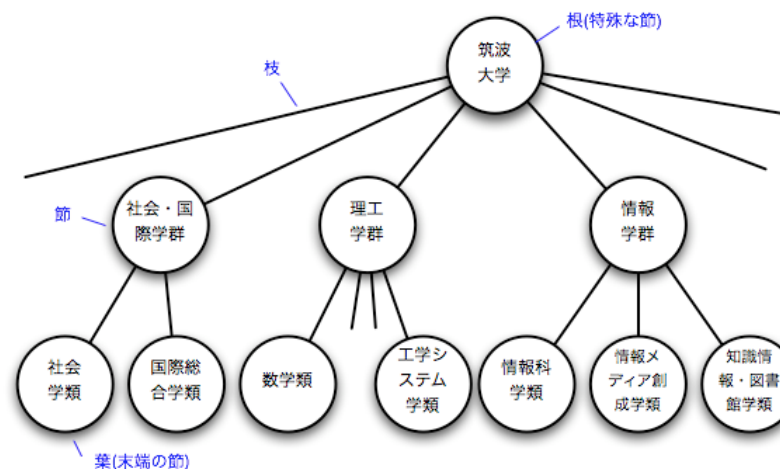 根(特殊な節)
筑波
大学
枝
節
社会・国
際学群
理工
学群
情報
学群
社会
学類
国際総
合学類
数学類
工学シ
ステム
学類
情報科
学類
情報メ
ディア創
成学類
知識情
報・図書
館学類
葉(末端の節)